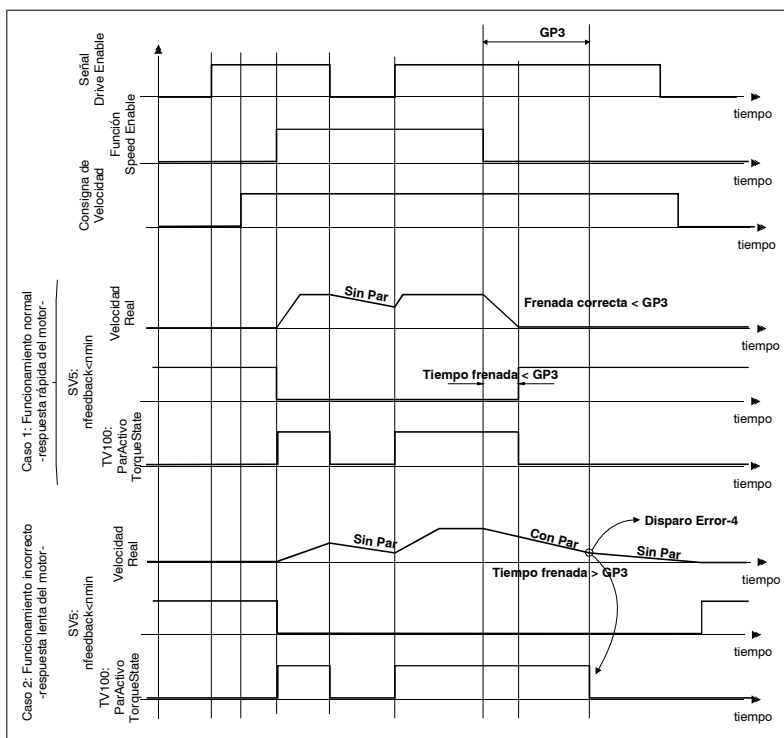 GP3
Señal
Drive Enable
tiempo
Función
Speed Enable
tiempo
Consigna de
Velocidad
tiempo
Caso 1: Funcionamiento normal
-respuesta rápida del motor-
Velocidad
Real
Sin Par
Frenada correcta < GP3
tiempo
SV5:
nfeedback<nmin
Tiempo frenada < GP3
tiempo
TV100:
ParActivo
TorqueState
tiempo
Caso 2: Funcionamiento incorrecto
-respuesta lenta del motor-
Velocidad
Real
Sin Par
Con Par
Disparo Error-4
Sin Par
Tiempo frenada > GP3
tiempo
SV5:
nfeedback<nmin
tiempo
TV100:
ParActivo
TorqueState
tiempo